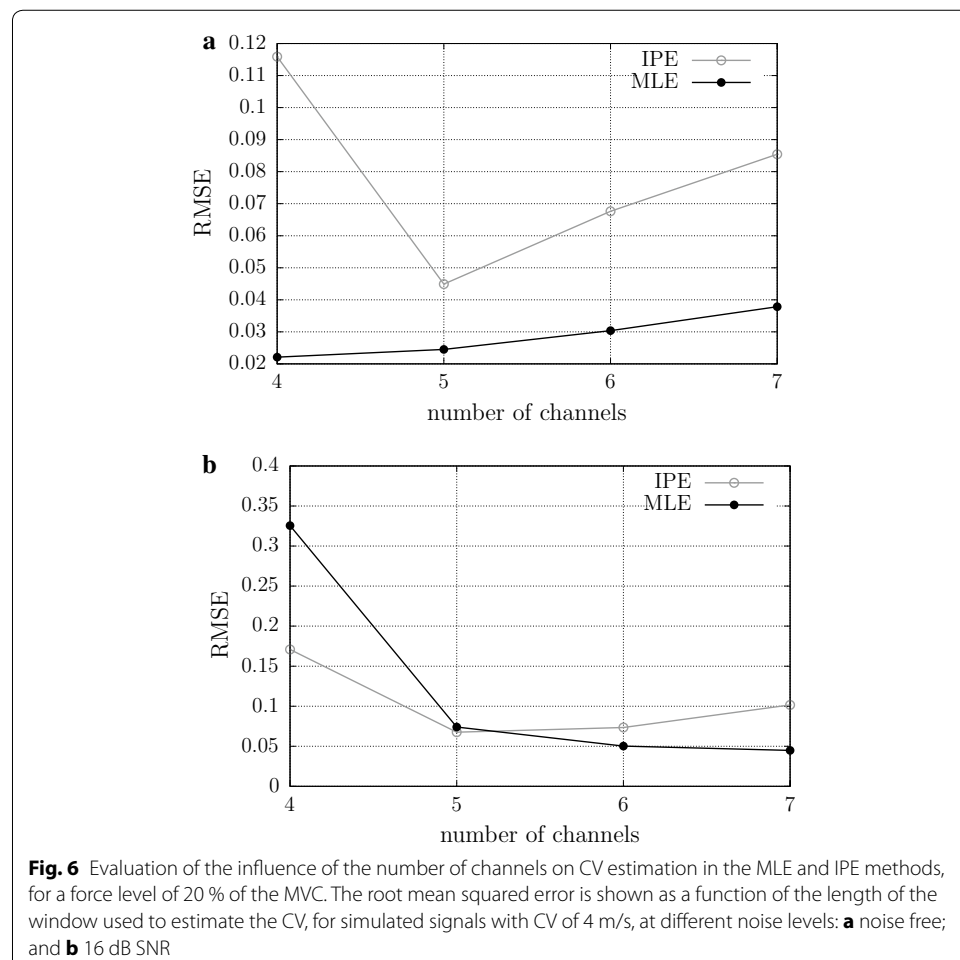 a
0.12
0.11
0.1
0.09
0.08
0.07
0.06
0.05
0.04
0.03
0.02
RMSE
IPE
MLE
4 5 6 7
number of channels
b
0.4
0.35
0.3
0.25
0.2
0.15
0.1
0.05
0
RMSE
IPE
MLE
4 5 6 7
number of channels
Fig. 6 Evaluation of the influence of the number of channels on CV estimation in the MLE and IPE methods,
for a force level of 20 % of the MVC. The root mean squared error is shown as a function of the length of the
window used to estimate the CV, for simulated signals with CV of 4 m/s, at different noise levels: a noise free;
and b 16 dB SNR